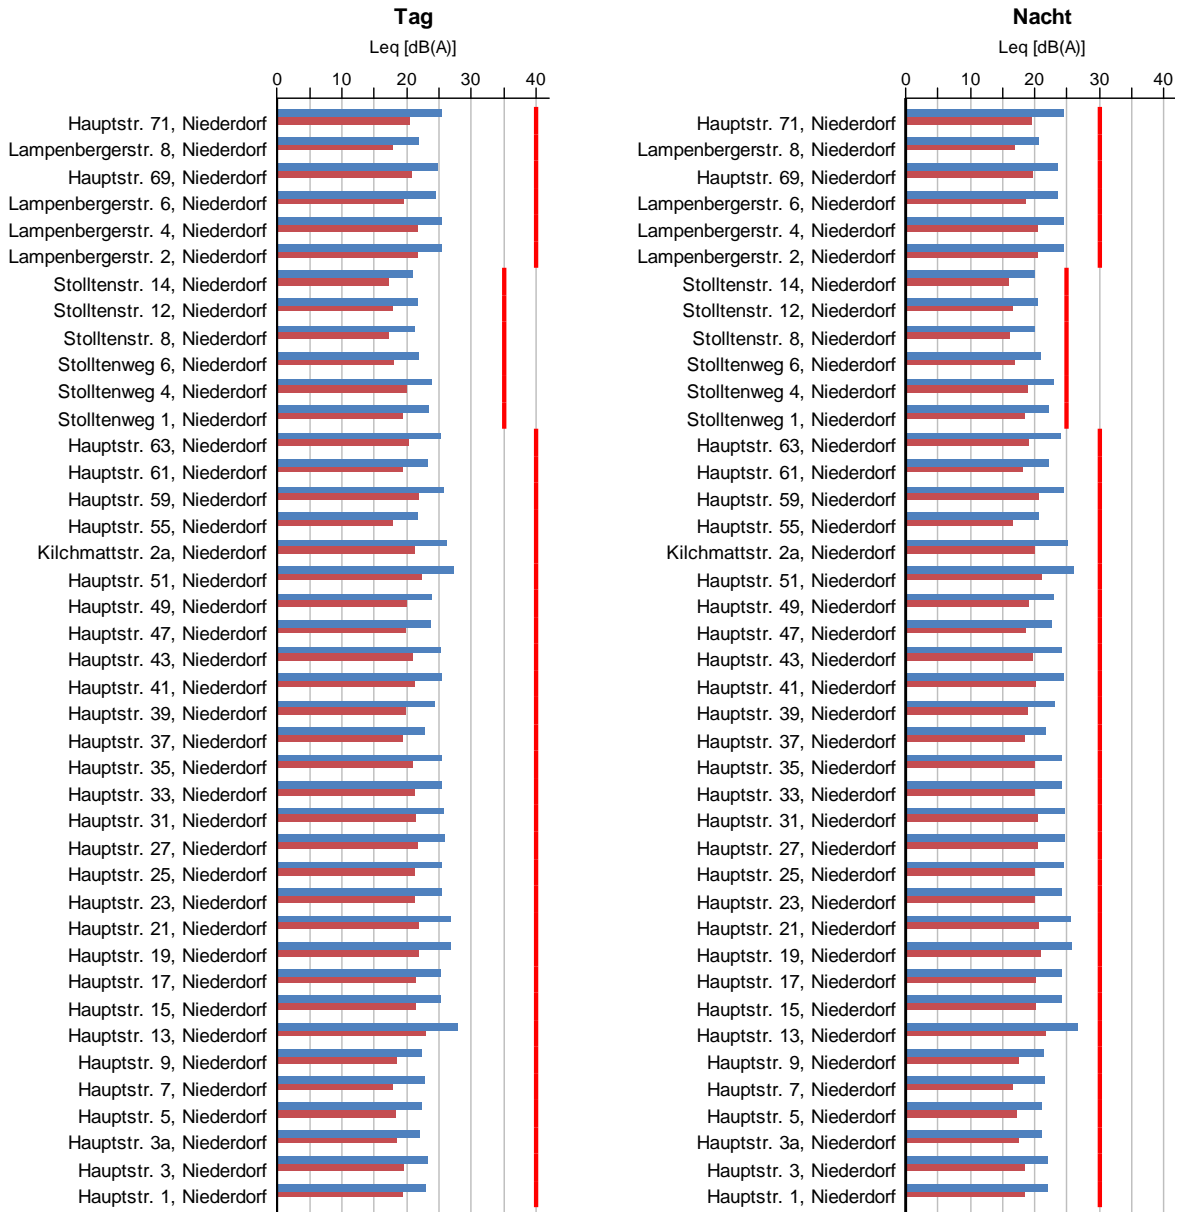 Tag
Leq [dB(A)]
0 10 20 30 40
Hauptstr. 71, Niederdorf
Lampenbergerstr. 8, Niederdorf
Hauptstr. 69, Niederdorf
Lampenbergerstr. 6, Niederdorf
Lampenbergerstr. 4, Niederdorf
Lampenbergerstr. 2, Niederdorf
Stolltenstr. 14, Niederdorf
Stolltenstr. 12, Niederdorf
Stolltenstr. 8, Niederdorf
Stolltenweg 6, Niederdorf
Stolltenweg 4, Niederdorf
Stolltenweg 1, Niederdorf
Hauptstr. 63, Niederdorf
Hauptstr. 61, Niederdorf
Hauptstr. 59, Niederdorf
Hauptstr. 55, Niederdorf
Kilchmattstr. 2a, Niederdorf
Hauptstr. 51, Niederdorf
Hauptstr. 49, Niederdorf
Hauptstr. 47, Niederdorf
Hauptstr. 43, Niederdorf
Hauptstr. 41, Niederdorf
Hauptstr. 39, Niederdorf
Hauptstr. 37, Niederdorf
Hauptstr. 35, Niederdorf
Hauptstr. 33, Niederdorf
Hauptstr. 31, Niederdorf
Hauptstr. 27, Niederdorf
Hauptstr. 25, Niederdorf
Hauptstr. 23, Niederdorf
Hauptstr. 21, Niederdorf
Hauptstr. 19, Niederdorf
Hauptstr. 17, Niederdorf
Hauptstr. 15, Niederdorf
Hauptstr. 13, Niederdorf
Hauptstr. 9, Niederdorf
Hauptstr. 7, Niederdorf
Hauptstr. 5, Niederdorf
Hauptstr. 3a, Niederdorf
Hauptstr. 3, Niederdorf
Hauptstr. 1, Niederdorf
Nacht
Leq [dB(A)]
0 10 20 30 40
Hauptstr. 71, Niederdorf
Lampenbergerstr. 8, Niederdorf
Hauptstr. 69, Niederdorf
Lampenbergerstr. 6, Niederdorf
Lampenbergerstr. 4, Niederdorf
Lampenbergerstr. 2, Niederdorf
Stolltenstr. 14, Niederdorf
Stolltenstr. 12, Niederdorf
Stolltenstr. 8, Niederdorf
Stolltenweg 6, Niederdorf
Stolltenweg 4, Niederdorf
Stolltenweg 1, Niederdorf
Hauptstr. 63, Niederdorf
Hauptstr. 61, Niederdorf
Hauptstr. 59, Niederdorf
Hauptstr. 55, Niederdorf
Kilchmattstr. 2a, Niederdorf
Hauptstr. 51, Niederdorf
Hauptstr. 49, Niederdorf
Hauptstr. 47, Niederdorf
Hauptstr. 43, Niederdorf
Hauptstr. 41, Niederdorf
Hauptstr. 39, Niederdorf
Hauptstr. 37, Niederdorf
Hauptstr. 35, Niederdorf
Hauptstr. 33, Niederdorf
Hauptstr. 31, Niederdorf
Hauptstr. 27, Niederdorf
Hauptstr. 25, Niederdorf
Hauptstr. 23, Niederdorf
Hauptstr. 21, Niederdorf
Hauptstr. 19, Niederdorf
Hauptstr. 17, Niederdorf
Hauptstr. 15, Niederdorf
Hauptstr. 13, Niederdorf
Hauptstr. 9, Niederdorf
Hauptstr. 7, Niederdorf
Hauptstr. 5, Niederdorf
Hauptstr. 3a, Niederdorf
Hauptstr. 3, Niederdorf
Hauptstr. 1, Niederdorf